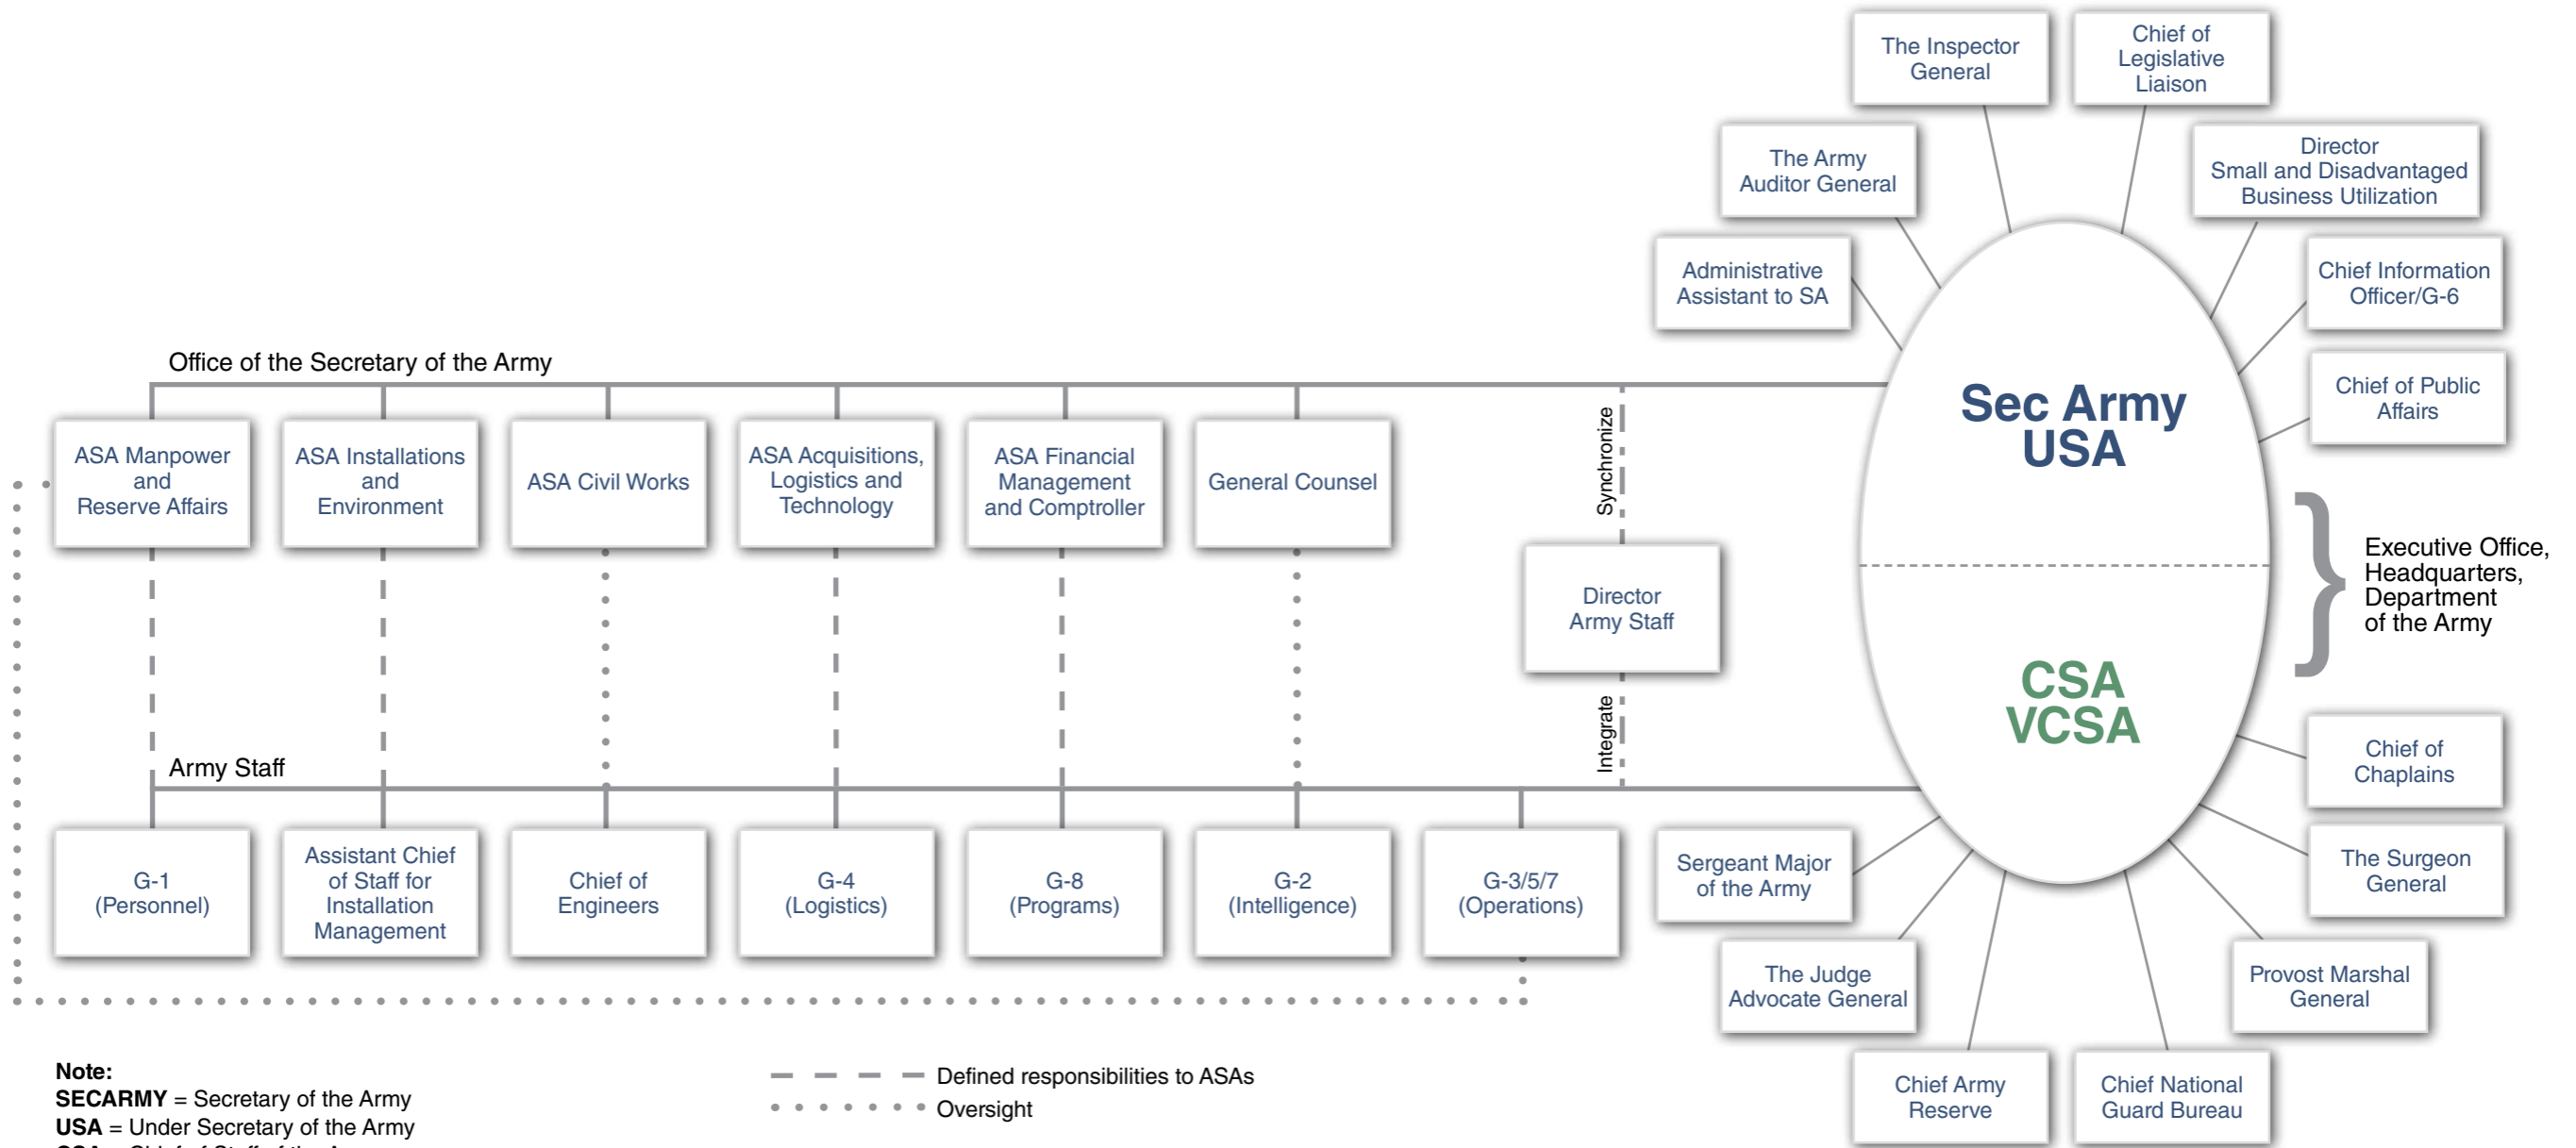 The Inspector
General
Chief of
Legislative
Liaison
The Army
Auditor General
Director
Small and Disadvantaged
Business Utilization
Administrative
Assistant to SA
Chief Information
Officer/G-6
Chief of Public
Affairs
Office of the Secretary of the Army
ASA Manpower
and
Reserve Affairs
ASA Installations
and
Environment
ASA Civil Works
ASA Acquisitions,
Logistics and
Technology
ASA Financial
Management
and Comptroller
General Counsel
Synchronize
Director
Army Staff
Integrate
Sec Army
USA
CSA
VCSA
Executive Office,
Headquarters,
Department
of the Army
Army Staff
G-1
(Personnel)
Assistant Chief
of Staff for
Installation
Management
Chief of
Engineers
G-4
(Logistics)
G-8
(Programs)
G-2
(Intelligence)
G-3/5/7
(Operations)
Chief of
Chaplains
Sergeant Major
of the Army
The Surgeon
General
The Judge
Advocate General
Provost Marshal
General
Chief Army
Reserve
Chief National
Guard Bureau
Note:
SECARMY = Secretary of the Army
USA = Under Secretary of the Army
Defined responsibilities to ASAs
Oversight